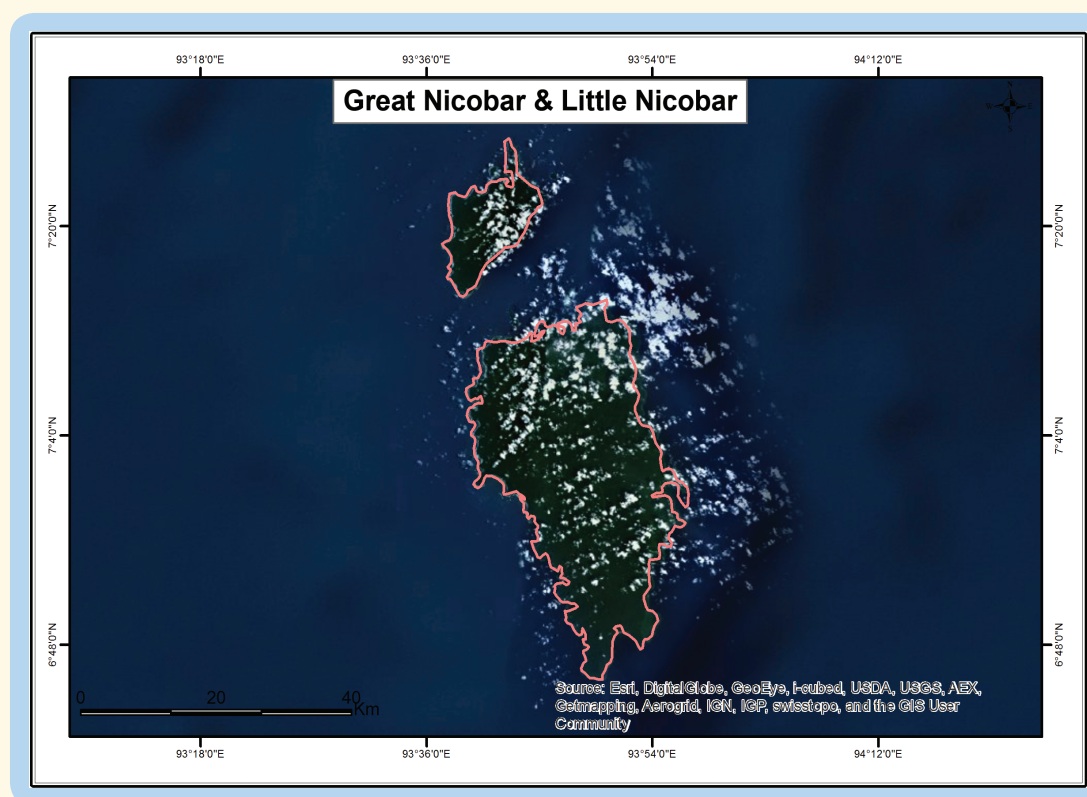 93°18'0"E 93°36'0"E 93°54'0"E 94°12'0"E
Great Nicobar & Little Nicobar
7°20'0"N 7°20'0"N
7°4'0"N 7°4'0"N
6°48'0"N 6°48'0"N
Source: Esri, DigitalGlobe, GeoEye, i-cubed, USDA, USGS, AEX,
Getmapping, Aerogrid, IGN, IGP, swisstopo, and the GIS User
Community
0 20 40
Km
93°18'0"E 93°36'0"E 93°54'0"E 94°12'0"E